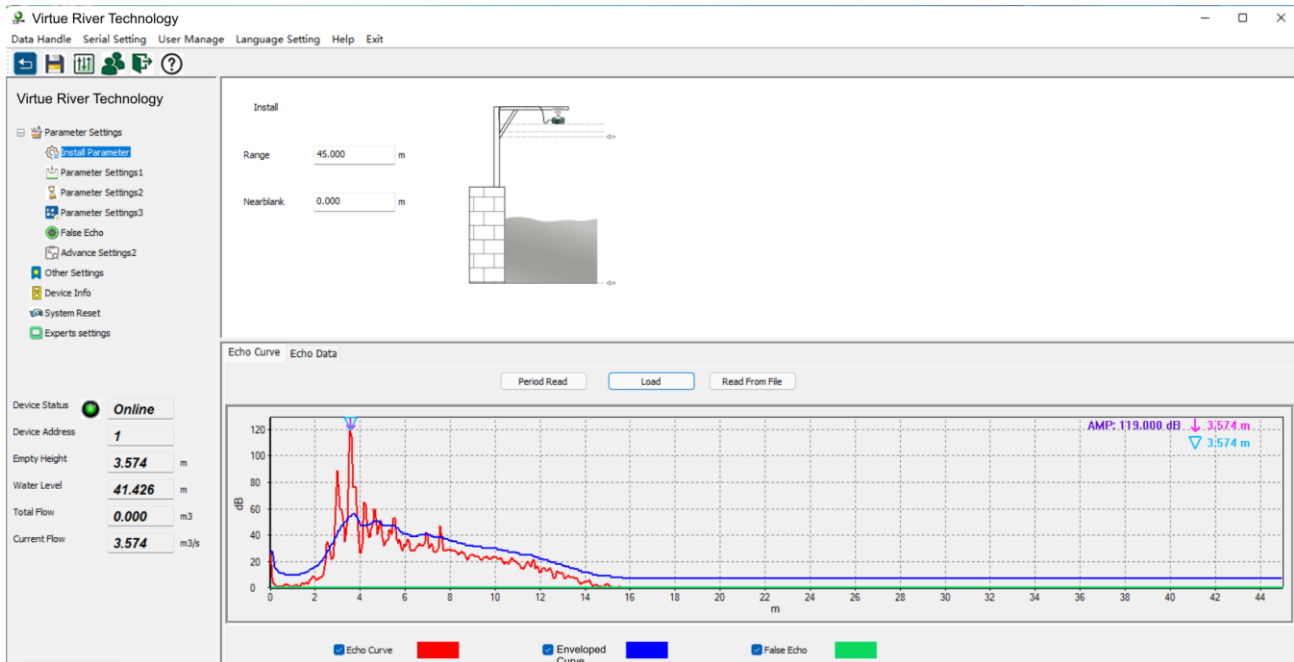 Virtue River Technology
Data Handle Serial Setting User Manage Language Setting Help Exit
Virtue River Technology
Parameter Settings
Install Parameter
Parameter Settings1
Parameter Settings2
Parameter Settings3
False Echo
Advance Settings2
Other Settings
Device Info
System Reset
Experts settings
Device Status Online
Device Address 1
Empty Height 3.574 m
Water Level 41.426 m
Total Flow 0.000 m3
Current Flow 3.574 m3/s
Install
Range 45.000 m
Nearblank 0.000 m
Echo Curve Echo Data
Period Read Load Read From File
AMP: 119.000 dB 3.574 m
3.574 m
120
100
80
60
40
20
0
dB
0 2 4 6 8 10 12 14 16 18 20 22 24 26 28 30 32 34 36 38 40 42 44
m
Echo Curve Enveloped Curve False Echo